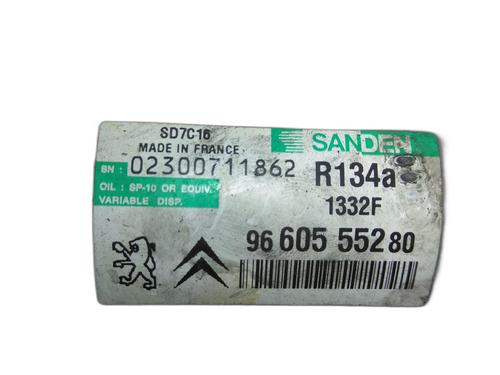 SD7C16
MADE IN FRANCE
SANDEN
SN : 02300711862
R134a
OIL : SP-10 OR EQUIV.
VARIABLE DISP.
1332F
96 605 552 80